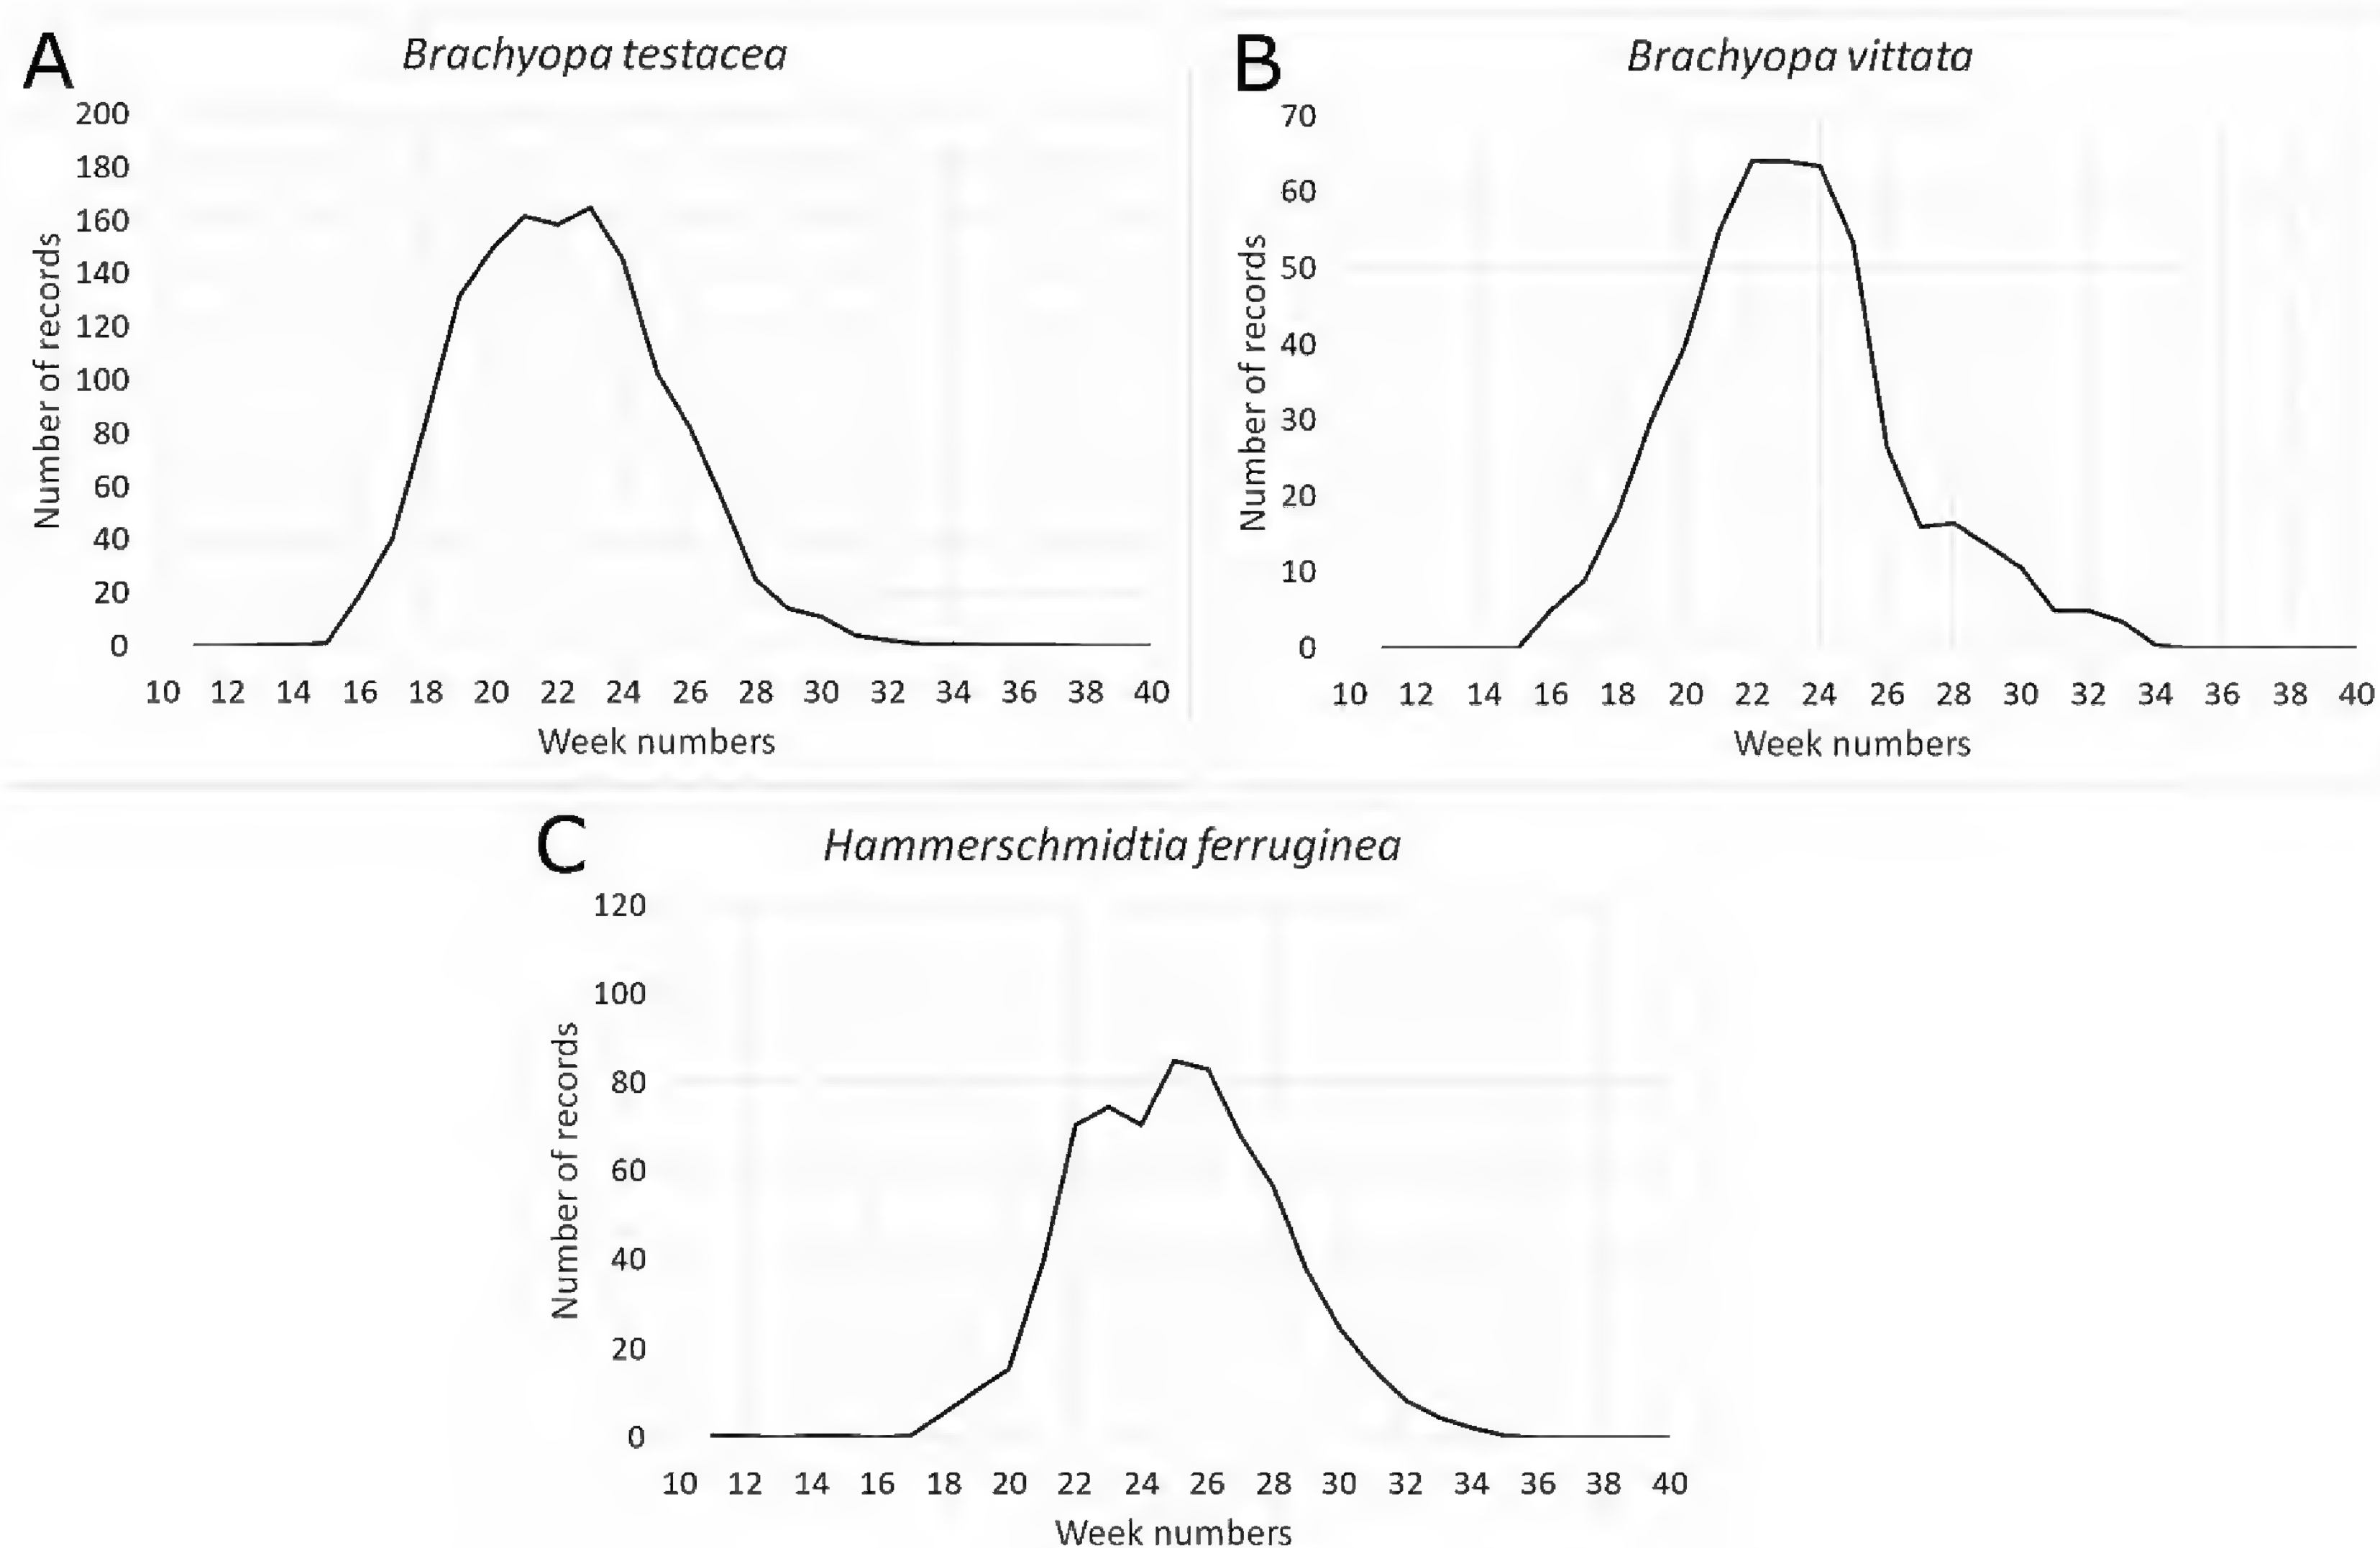 A
Brachyopa testacea
200
180
160
140
120
100
80
60
40
20
0
Number of records
10 12 14 16 18 20 22 24 26 28 30 32 34 36 38 40
Week numbers
B
Brachyopa vittata
70
60
50
40
30
20
10
0
Number of records
10 12 14 16 18 20 22 24 26 28 30 32 34 36 38 40
Week numbers
C
Hammerschmidtia ferruginea
120
100
80
60
40
20
0
Number of records
10 12 14 16 18 20 22 24 26 28 30 32 34 36 38 40
Week numbers